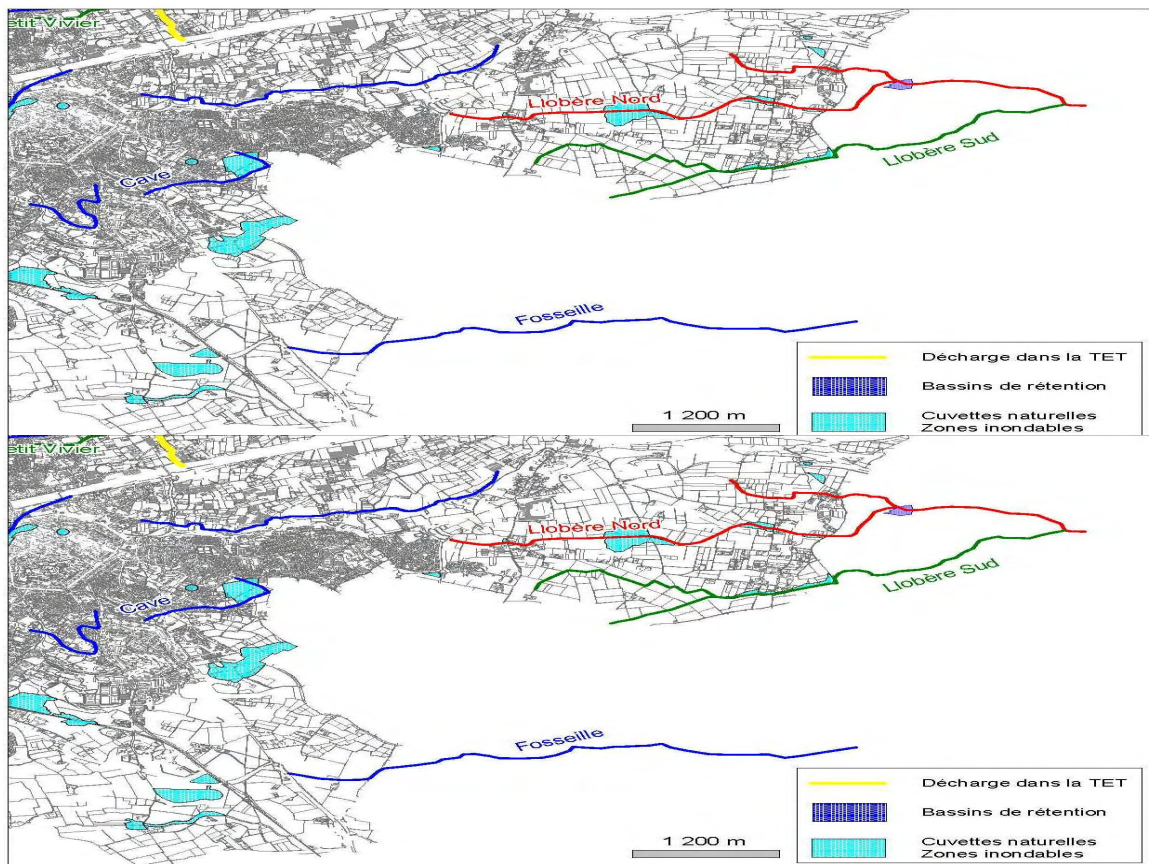 etit Vivier
Llobère Nord
Llobère Sud
Cave
Fosseille
Décharge dans la TET
Bassins de rétention
Cuvettes naturelles
Zones inondables
1 200 m
etit Vivier
Llobère Nord
Llobère Sud
Cave
Fosseille
Décharge dans la TET
Bassins de rétention
Cuvettes naturelles
Zones inondables
1 200 m